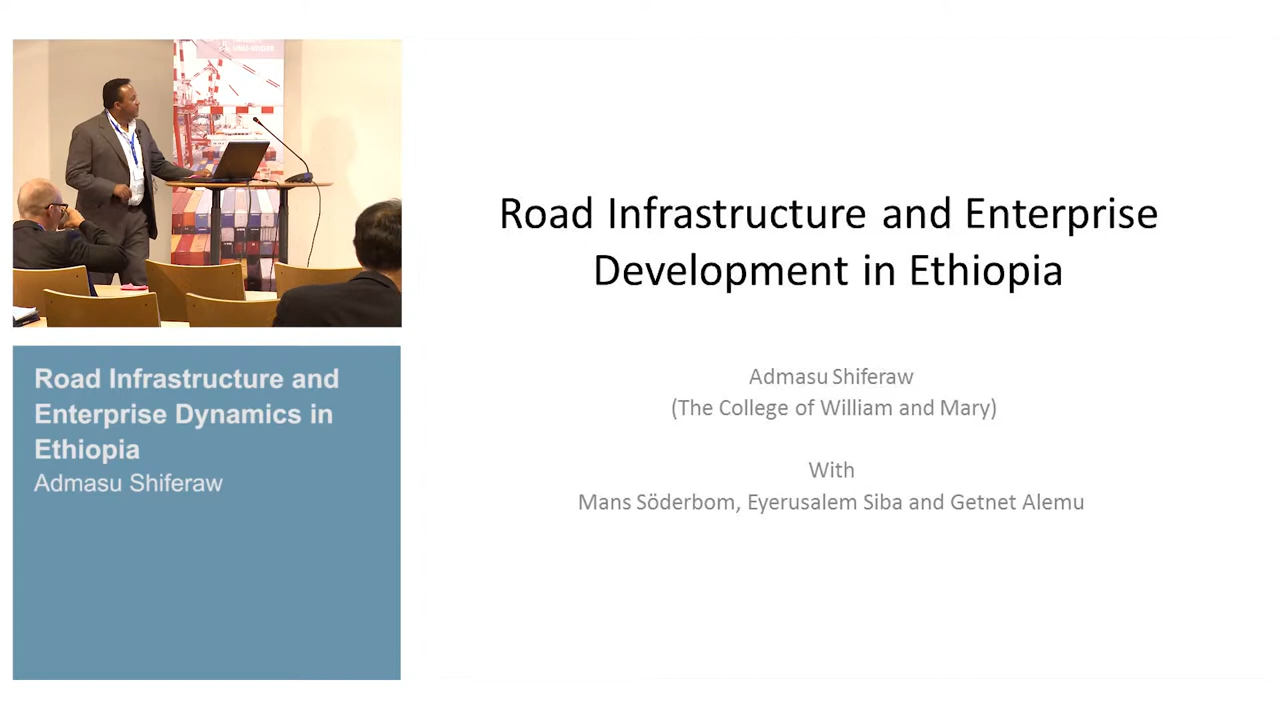 Road Infrastructure and
Enterprise Dynamics in
Ethiopia
Admasu Shiferaw
Road Infrastructure and Enterprise
Development in Ethiopia
Admasu Shiferaw
(The College of William and Mary)
With
Mans Söderbom, Eyerusalem Siba and Getnet Alemu